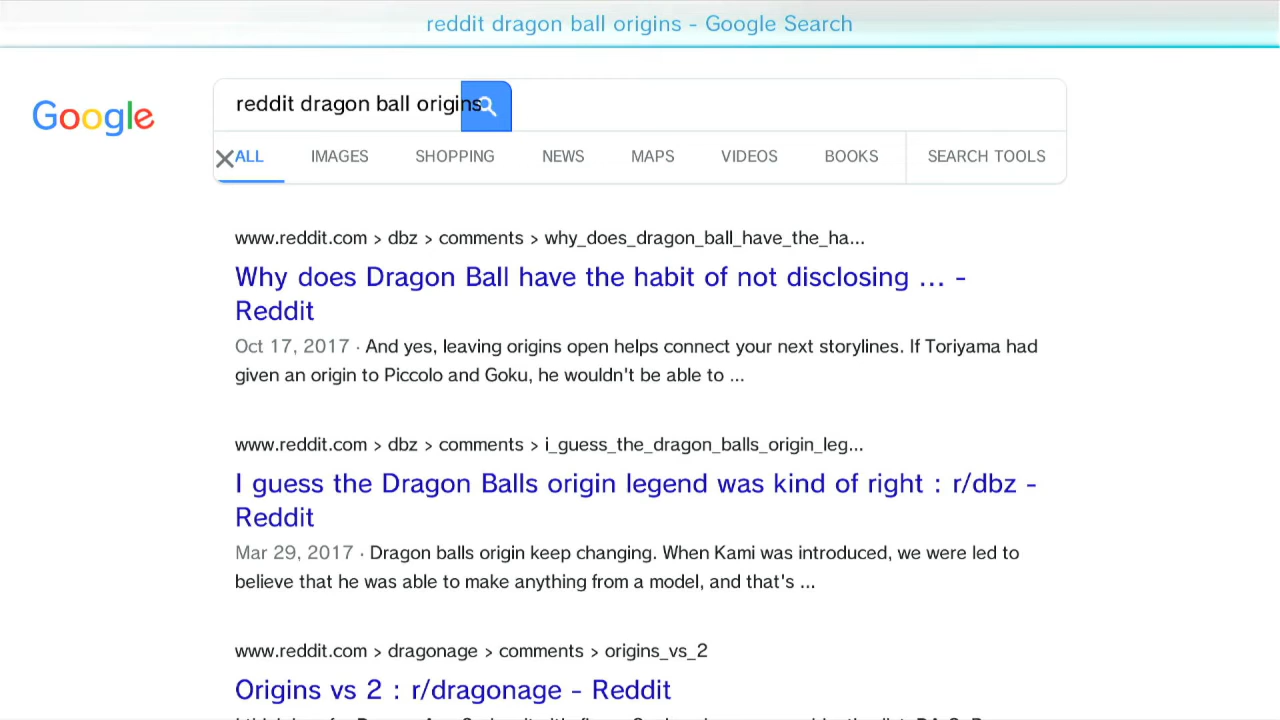 reddit dragon ball origins - Google Search
Google
reddit dragon ball origins
ALL IMAGES SHOPPING NEWS MAPS VIDEOS BOOKS SEARCH TOOLS
www.reddit.com > dbz > comments > why_does_dragon_ball_have_the_ha...
Why does Dragon Ball have the habit of not disclosing ... -
Reddit
Oct 17, 2017 · And yes, leaving origins open helps connect your next storylines. If Toriyama had
given an origin to Piccolo and Goku, he wouldn't be able to ...
www.reddit.com > dbz > comments > i_guess_the_dragon_balls_origin_leg...
I guess the Dragon Balls origin legend was kind of right : r/dbz -
Reddit
Mar 29, 2017 · Dragon balls origin keep changing. When Kami was introduced, we were led to
believe that he was able to make anything from a model, and that's ...
www.reddit.com > dragonage > comments > origins_vs_2
Origins vs 2 : r/dragonage - Reddit